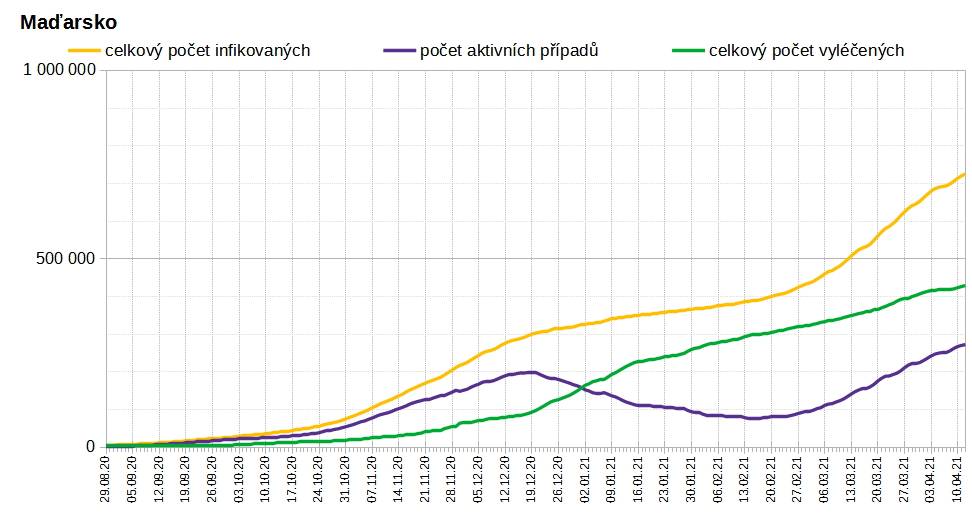 Maďarsko
celkový počet infikovaných počet aktivních případů celkový počet vyléčených
1 000 000
500 000
0
29.08.20 05.09.20 12.09.20 19.09.20 26.09.20 03.10.20 10.10.20 17.10.20 24.10.20 31.10.20 07.11.20 14.11.20 21.11.20 28.11.20 05.12.20 12.12.20 19.12.20 26.12.20 02.01.21 09.01.21 16.01.21 23.01.21 30.01.21 06.02.21 13.02.21 20.02.21 27.02.21 06.03.21 13.03.21 20.03.21 27.03.21 03.04.21 10.04.21